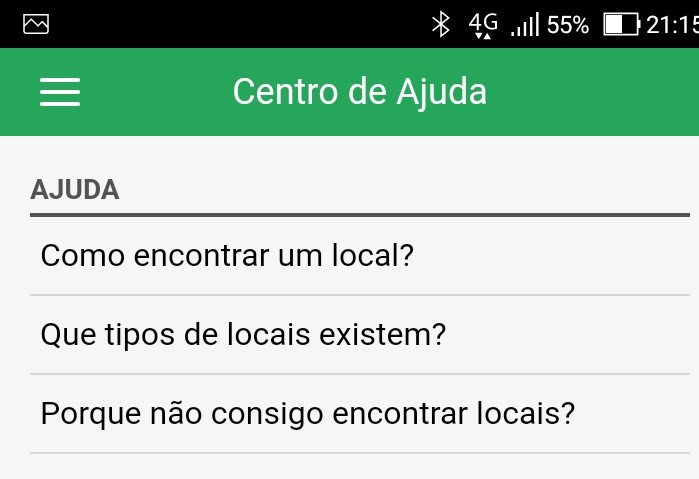 4G 55% 21:15
Centro de Ajuda
AJUDA
Como encontrar um local?
Que tipos de locais existem?
Porque não consigo encontrar locais?